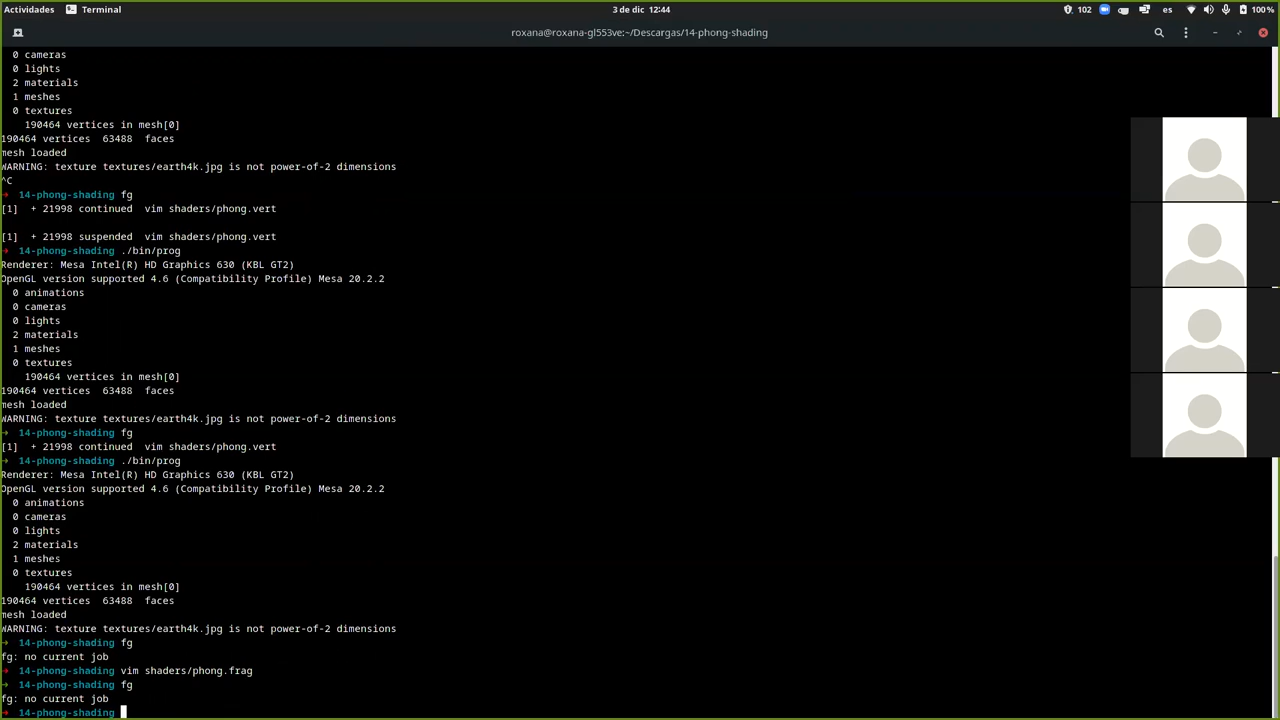 Actividades Terminal 3 de dic 12:44 102 es 100 %
roxana@roxana-gl553ve:~/Descargas/14-phong-shading
0 cameras
0 lights
2 materials
1 meshes
0 textures
190464 vertices in mesh[0]
190464 vertices 63488 faces
mesh loaded
WARNING: texture textures/earth4k.jpg is not power-of-2 dimensions
^C
➜ 14-phong-shading fg
[1] + 21998 continued vim shaders/phong.vert
[1] + 21998 suspended vim shaders/phong.vert
➜ 14-phong-shading ./bin/prog
Renderer: Mesa Intel(R) HD Graphics 630 (KBL GT2)
OpenGL version supported 4.6 (Compatibility Profile) Mesa 20.2.2
0 animations
0 cameras
0 lights
2 materials
1 meshes
0 textures
190464 vertices in mesh[0]
190464 vertices 63488 faces
mesh loaded
WARNING: texture textures/earth4k.jpg is not power-of-2 dimensions
➜ 14-phong-shading fg
[1] + 21998 continued vim shaders/phong.vert
➜ 14-phong-shading ./bin/prog
Renderer: Mesa Intel(R) HD Graphics 630 (KBL GT2)
OpenGL version supported 4.6 (Compatibility Profile) Mesa 20.2.2
0 animations
0 cameras
0 lights
2 materials
1 meshes
0 textures
190464 vertices in mesh[0]
190464 vertices 63488 faces
mesh loaded
WARNING: texture textures/earth4k.jpg is not power-of-2 dimensions
➜ 14-phong-shading fg
fg: no current job
➜ 14-phong-shading vim shaders/phong.frag
➜ 14-phong-shading fg
fg: no current job
➜ 14-phong-shading